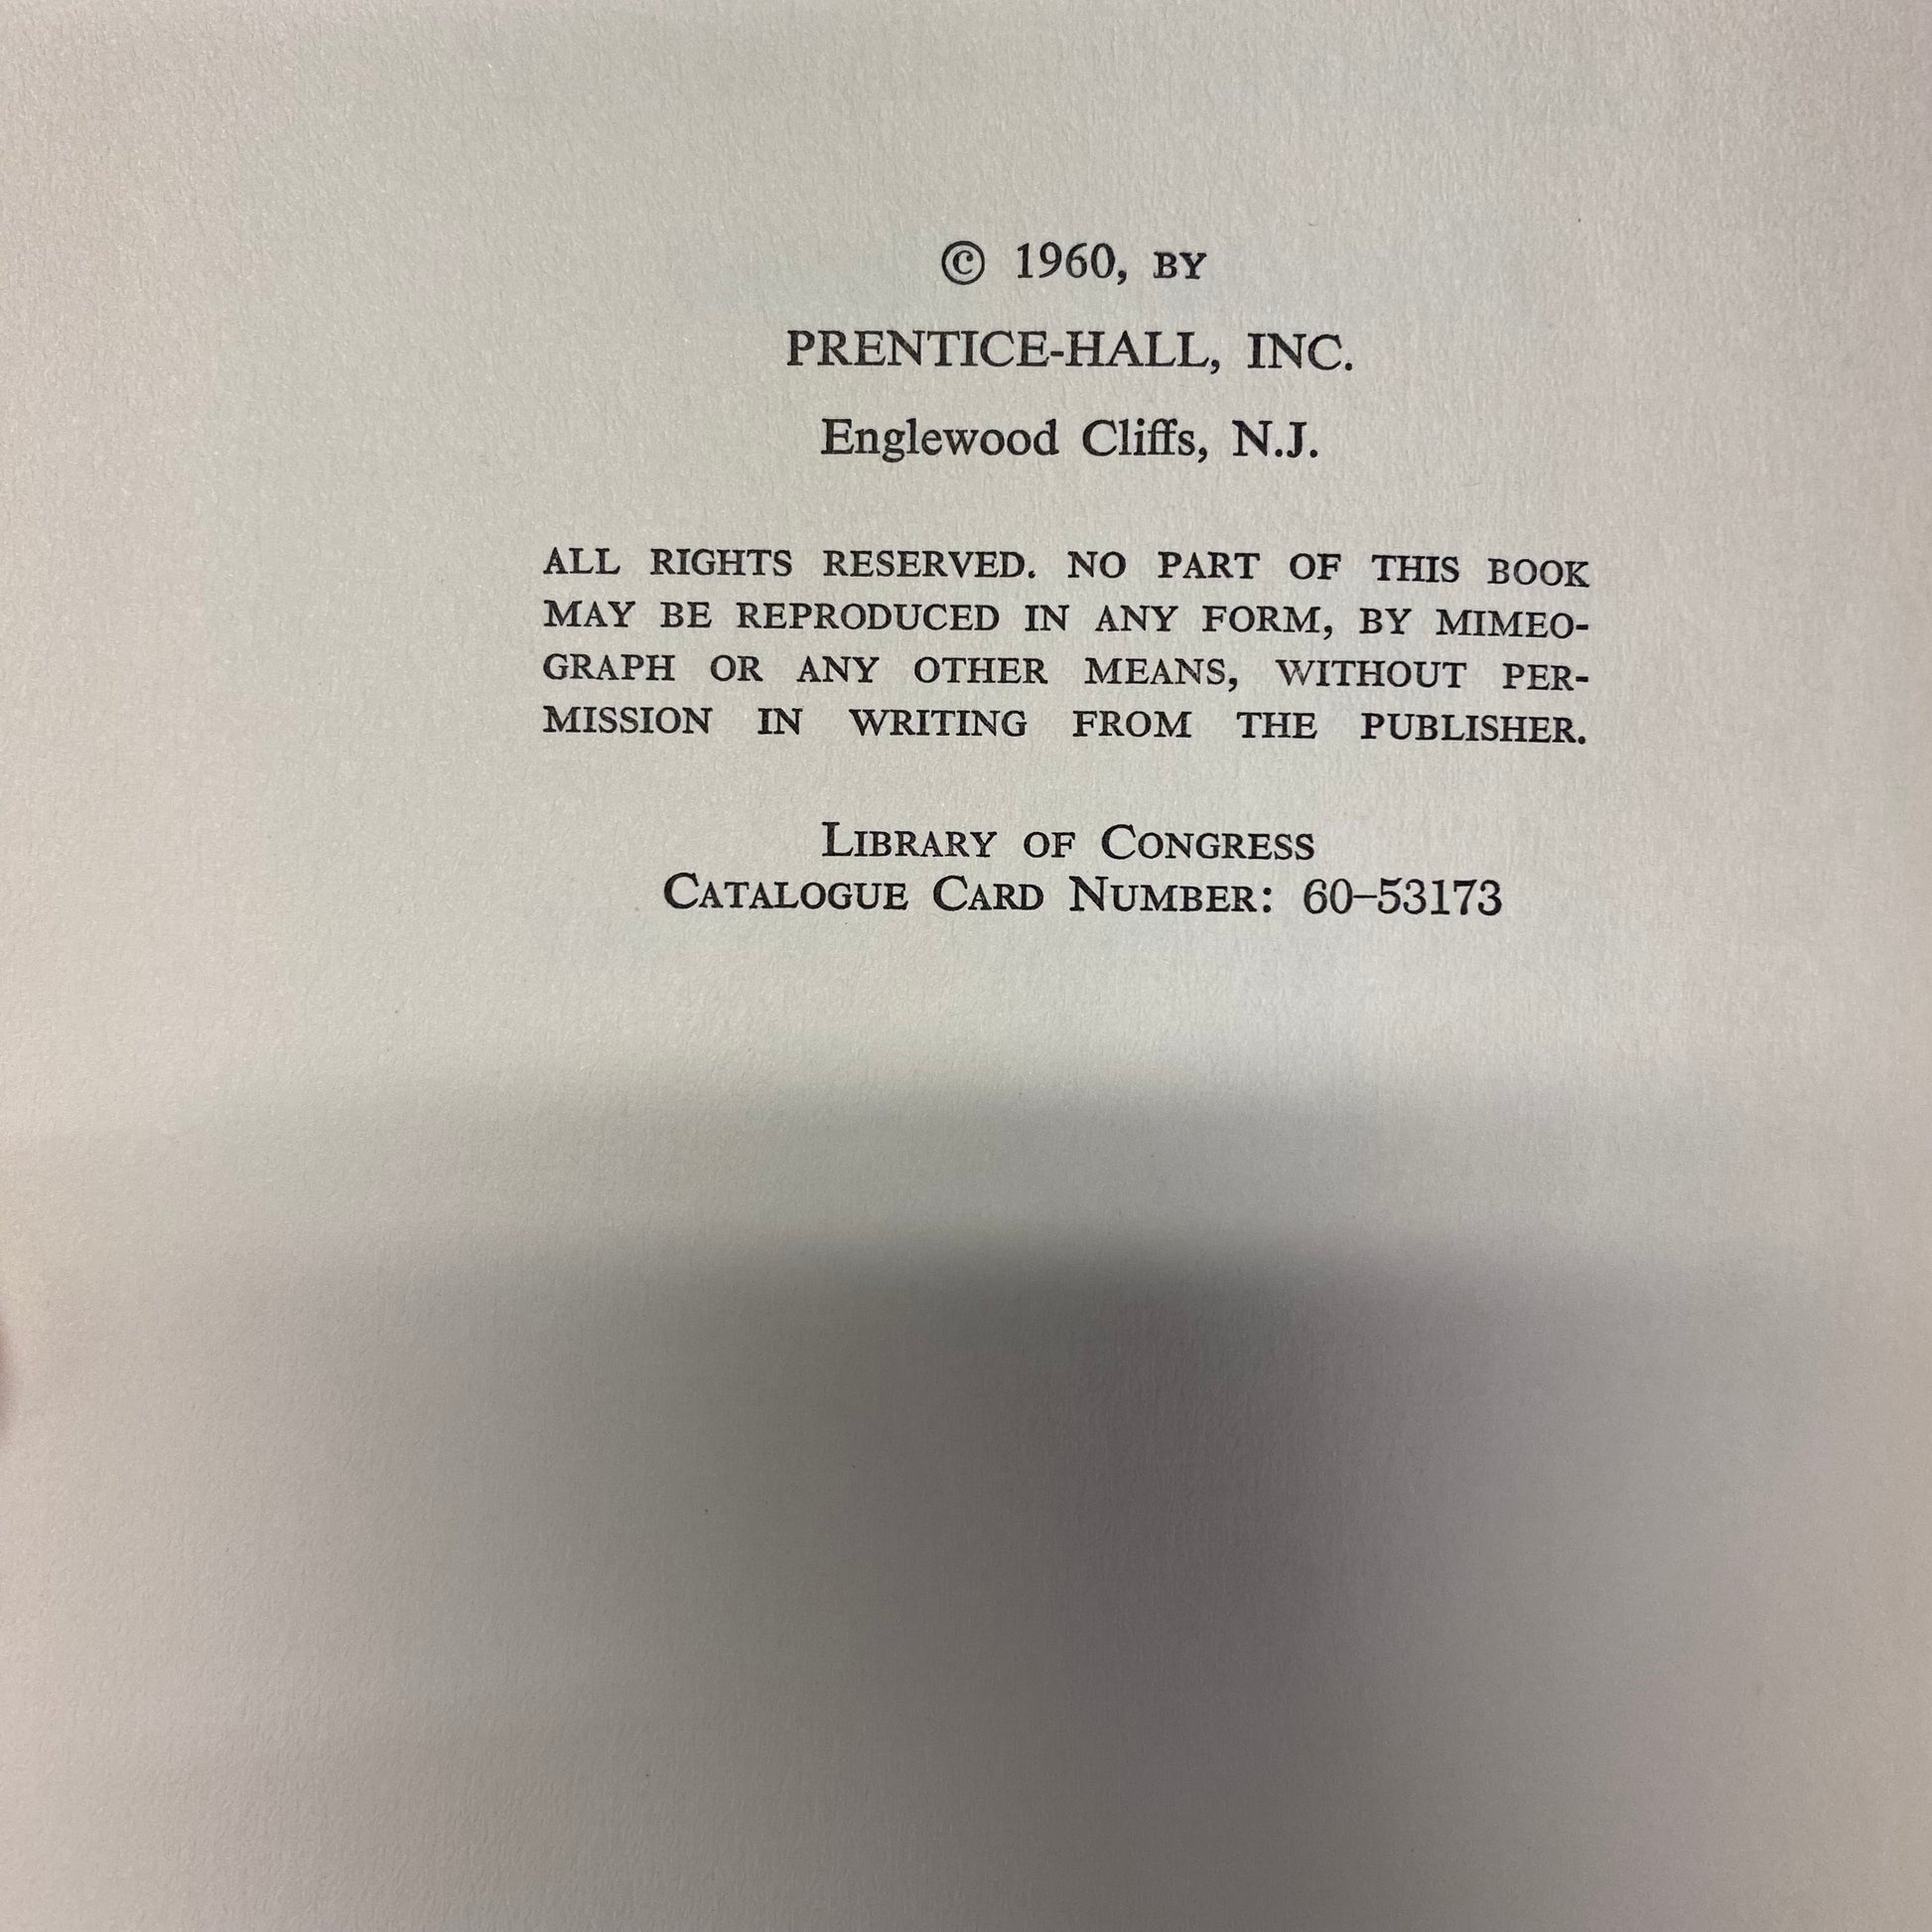 © 1960, BY
PRENTICE-HALL, INC.
Englewood Cliffs, N.J.
ALL RIGHTS RESERVED. NO PART OF THIS BOOK
MAY BE REPRODUCED IN ANY FORM, BY MIMEO-
GRAPH OR ANY OTHER MEANS, WITHOUT PER-
MISSION IN WRITING FROM THE PUBLISHER.
LIBRARY OF CONGRESS
CATALOGUE CARD NUMBER: 60–53173